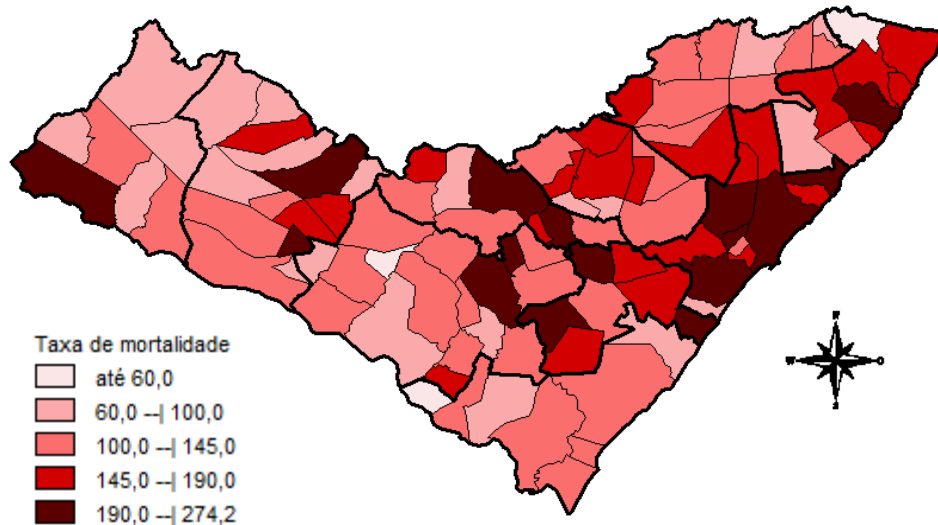 Taxa de mortalidade
até 60,0
60,0 --| 100,0
100,0 --| 145,0
145,0 --| 190,0
190,0 --| 274,2
W
O